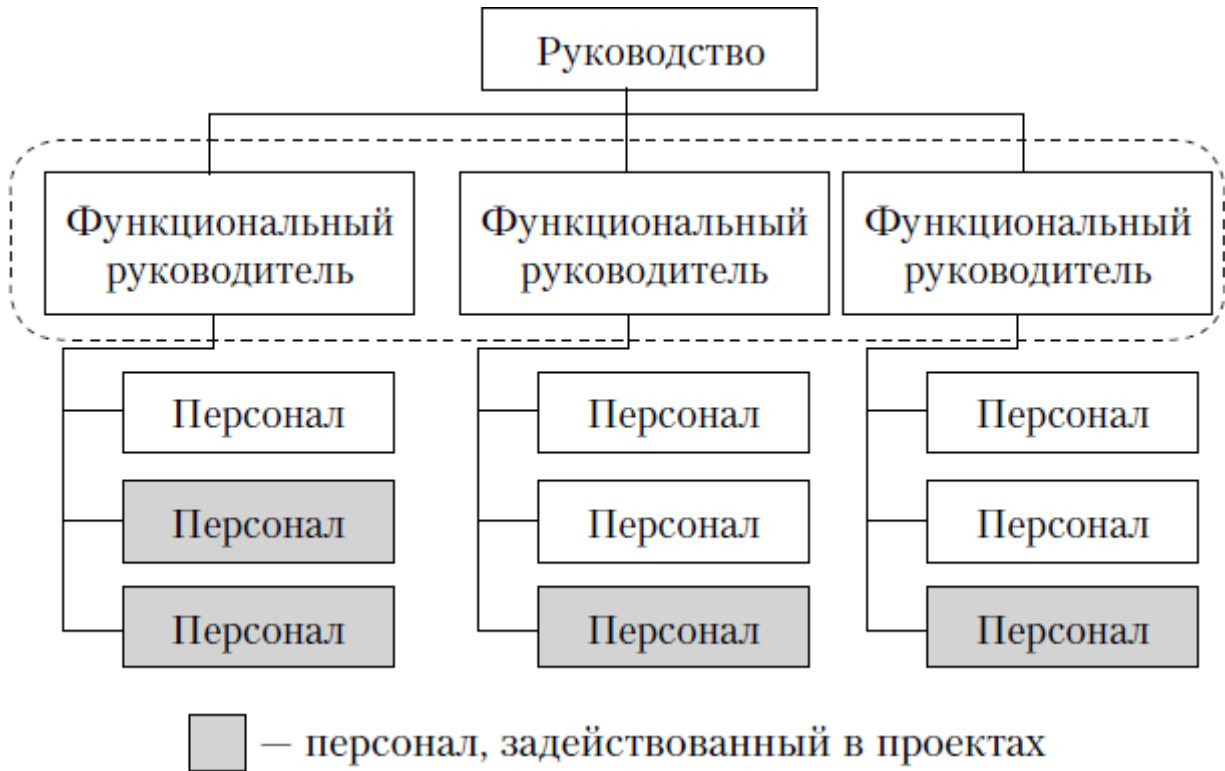 Руководство
Функциональный
руководитель
Функциональный
руководитель
Функциональный
руководитель
Персонал
Персонал
Персонал
Персонал
Персонал
Персонал
Персонал
Персонал
Персонал
— персонал, задействованный в проектах